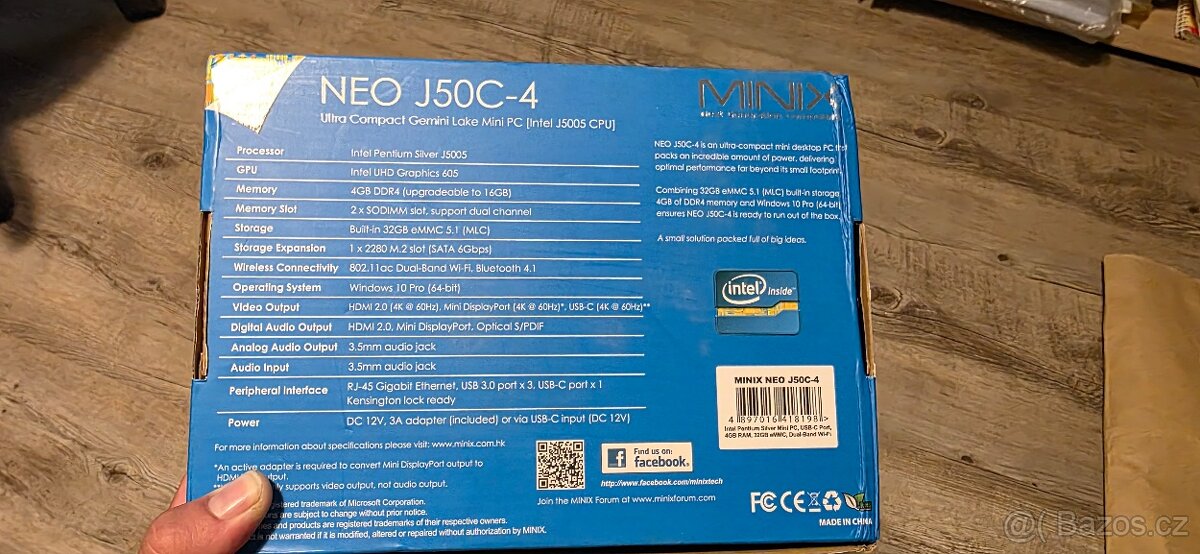 NEO J50C-4
Ultra Compact Gemini Lake Mini PC [Intel J5005 CPU]
MINIX
Processor Intel Pentium Silver J5005
GPU Intel UHD Graphics 605
Memory 4GB DDR4 (upgradeable to 16GB)
Memory Slot 2 x SODIMM slot, support dual channel
Storage Built-in 32GB eMMC 5.1 (MLC)
Storage Expansion 1 x 2280 M.2 slot (SATA 6Gbps)
Wireless Connectivity 802.11ac Dual-Band Wi-Fi, Bluetooth 4.1
Operating System Windows 10 Pro (64-bit)
Video Output HDMI 2.0 (4K @ 60Hz), Mini DisplayPort (4K @ 60Hz)*, USB-C (4K @ 60Hz)**
Digital Audio Output HDMI 2.0, Mini DisplayPort, Optical S/PDIF
Analog Audio Output 3.5mm audio jack
Audio Input 3.5mm audio jack
Peripheral Interface RJ-45 Gigabit Ethernet, USB 3.0 port x 3, USB-C port x 1
Kensington lock ready
Power DC 12V, 3A adapter (included) or via USB-C input (DC 12V)
For more information about specifications please visit: www.minix.com.hk
*An active adapter is required to convert Mini DisplayPort output to
HDMI output.
supports video output, not audio output.
registered trademark of Microsoft Corporation.
are subject to change without prior notice.
and products are registered trademarks of their respective owners.
is not warranted if it is modified, altered or repaired without authorization by MINIX.
NEO J50C-4 is an ultra-compact mini desktop PC
packs an incredible amount of power, delivering
optimal performance far beyond its small footprint
Combining 32GB eMMC 5.1 (MLC) built-in storage,
4GB of DDR4 memory and Windows 10 Pro (64-bit)
ensures NEO J50C-4 is ready to run out of the box.
A small solution packed full of big ideas.
intel inside™
MINIX NEO J50C-4
4 897016 418198 >
Intel Pentium Silver Mini PC, USB-C Port,
4GB RAM, 32GB eMMC, Dual-Band Wi-Fi
f Find us on:
facebook.
http://www.facebook.com/minixtech
Join the MINIX Forum at www.minixforum.com
FC CE
MADE IN CHINA
@( Bazos.cz